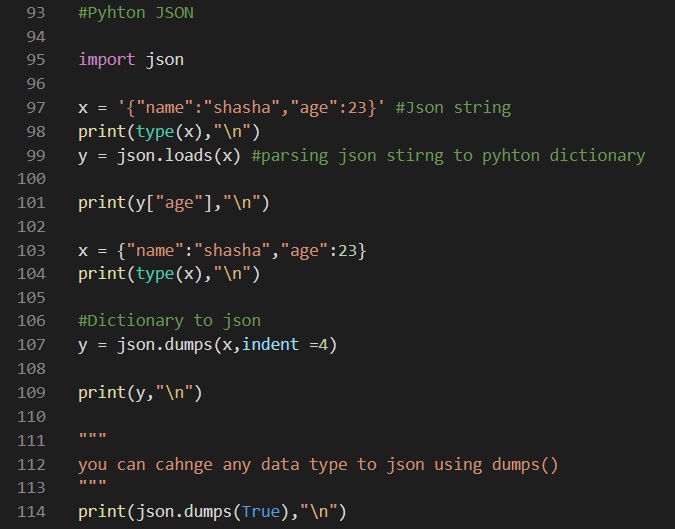 93 #Pyhton JSON
94
95 import json
96
97 x = '{"name":"shasha","age":23}' #Json string
98 print(type(x),"\n")
99 y = json.loads(x) #parsing json stirng to pyhton dictionary
100
101 print(y["age"],"\n")
102
103 x = {"name":"shasha","age":23}
104 print(type(x),"\n")
105
106 #Dictionary to json
107 y = json.dumps(x,indent =4)
108
109 print(y,"\n")
110
111 """
112 you can cahnge any data type to json using dumps()
113 """
114 print(json.dumps(True),"\n")